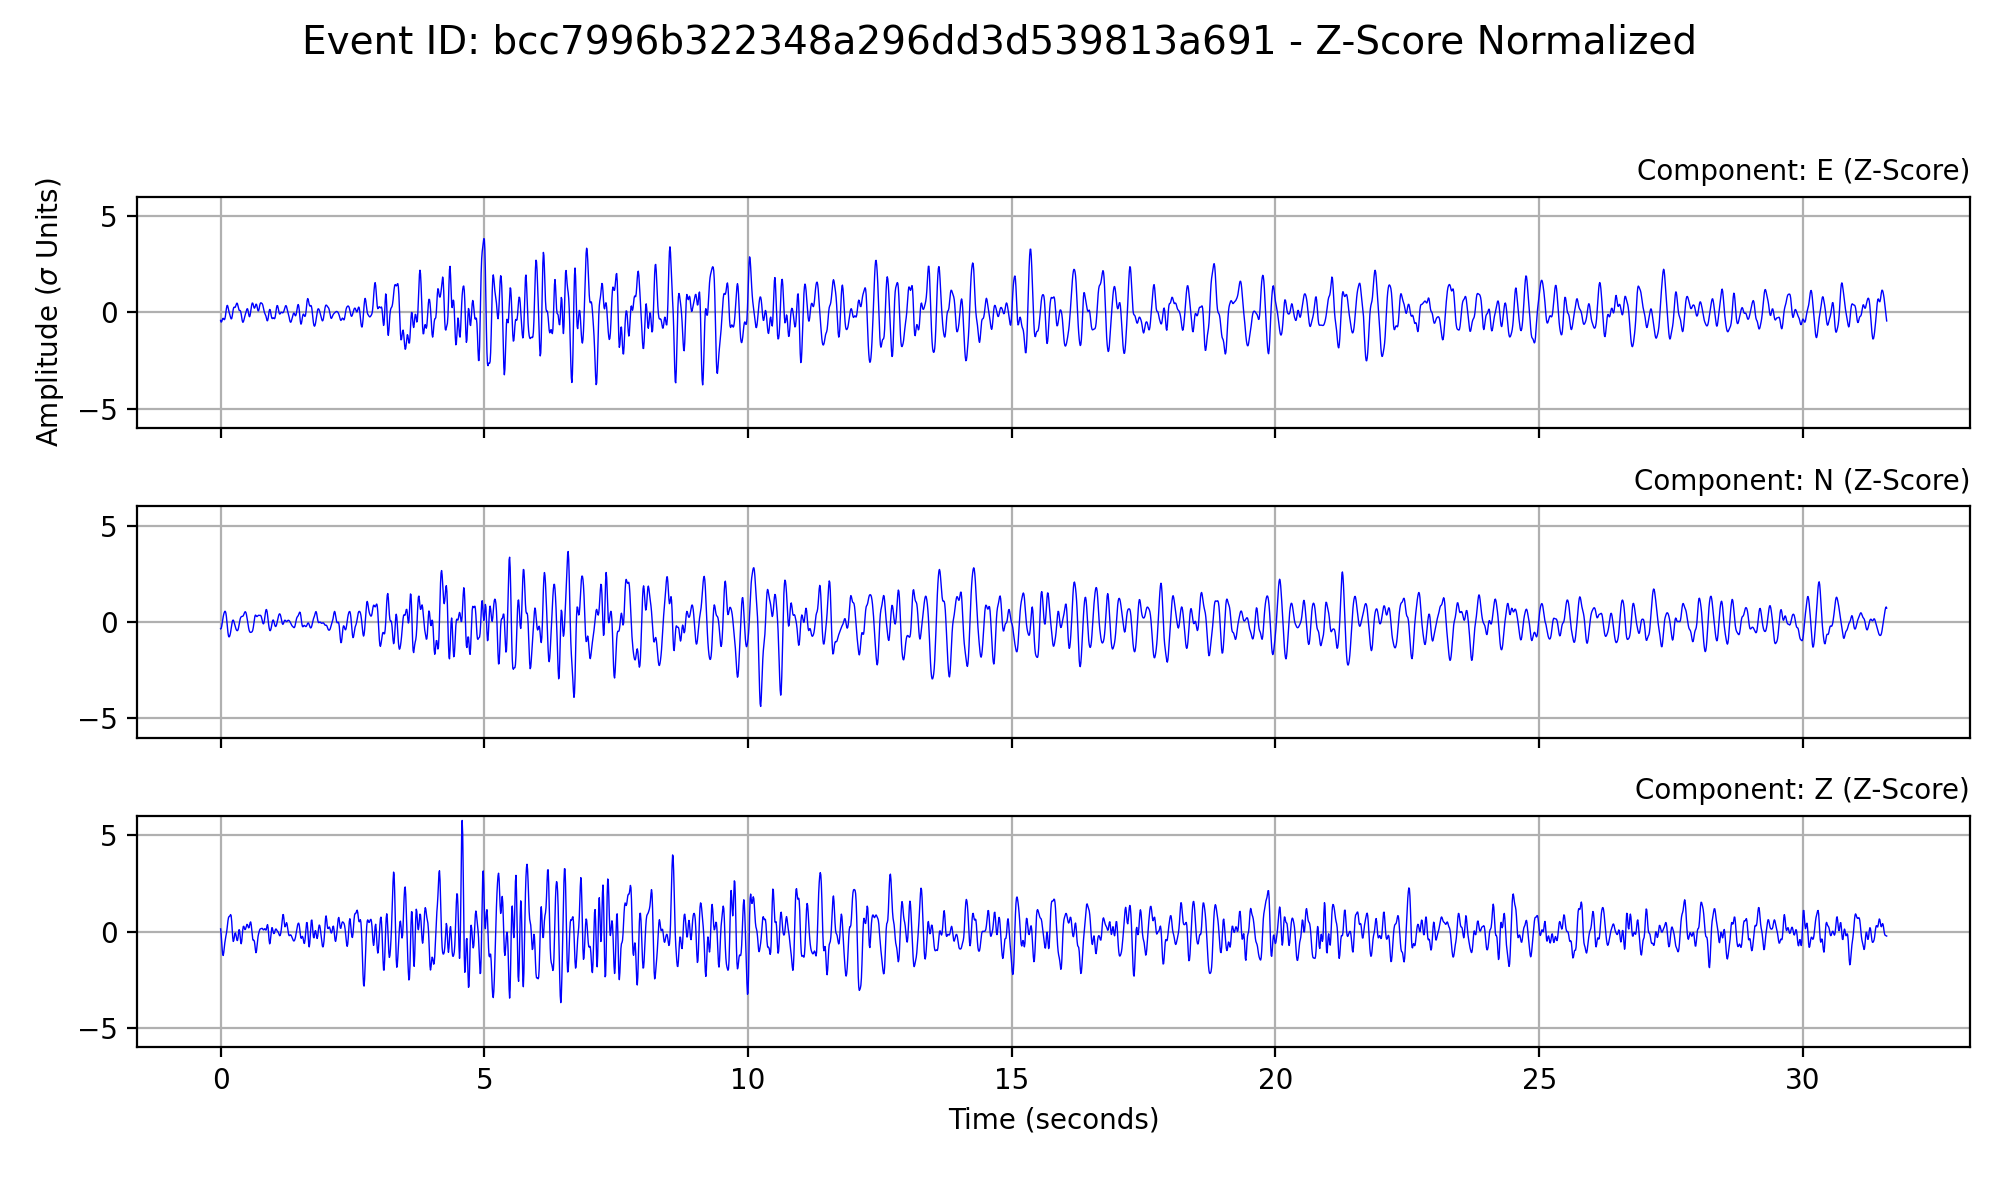 Event ID: bcc7996b322348a296dd3d539813a691 - Z-Score Normalized
Component: E (Z-Score)
Amplitude (σ Units)
5
0
−5
Component: N (Z-Score)
5
0
−5
Component: Z (Z-Score)
5
0
−5
0 5 10 15 20 25 30
Time (seconds)